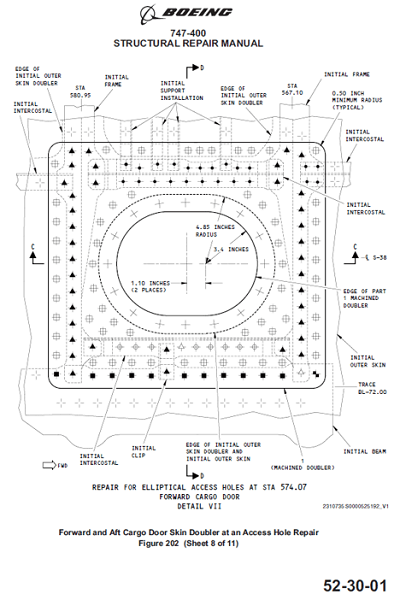 BOEING
747-400
STRUCTURAL REPAIR MANUAL
D
EDGE OF
INITIAL OUTER
SKIN DOUBLER
STA
580.95
INITIAL
FRAME
INITIAL
SUPPORT
INSTALLATION
EDGE OF
INITIAL OUTER
SKIN DOUBLER
STA
567.10
INITIAL FRAME
INITIAL
INTERCOSTAL
0.50 INCH
MINIMUM RADIUS
(TYPICAL)
INITIAL
INTERCOSTAL
INITIAL
INTERCOSTAL
4.85 INCHES
RADIUS
3.4 INCHES
C
C
S-38
1.10 INCHES
(2 PLACES)
EDGE OF PART
1 MACHINED
DOUBLER
INITIAL
OUTER SKIN
TRACE
BL-72.00
INITIAL
INTERCOSTAL
INITIAL
CLIP
EDGE OF INITIAL OUTER
SKIN DOUBLER AND
INITIAL OUTER SKIN
1
(MACHINED DOUBLER)
INITIAL BEAM
FWD
D
REPAIR FOR ELLIPTICAL ACCESS HOLES AT STA 574.07
FORWARD CARGO DOOR
DETAIL VII
2310735 S0000525192_V1
Forward and Aft Cargo Door Skin Doubler at an Access Hole Repair
Figure 202 (Sheet 8 of 11)
52-30-01